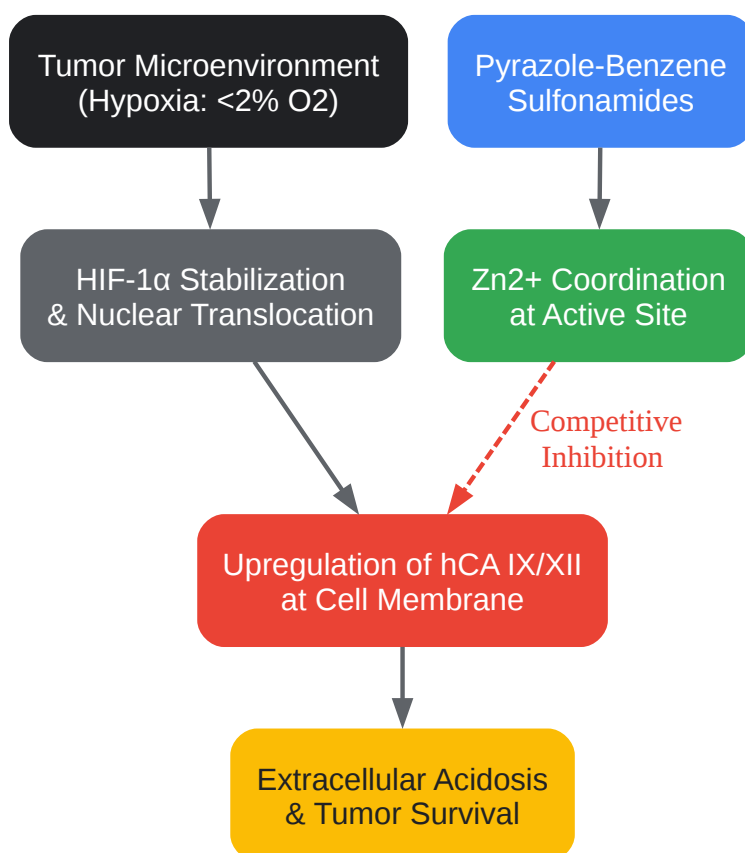 Tumor Microenvironment
(Hypoxia: <2% O2)
Pyrazole-Benzene
Sulfonamides
HIF-1α Stabilization
& Nuclear Translocation
Zn2+ Coordination
at Active Site
Competitive
Inhibition
Upregulation of hCA IX/XII
at Cell Membrane
Extracellular Acidosis
& Tumor Survival